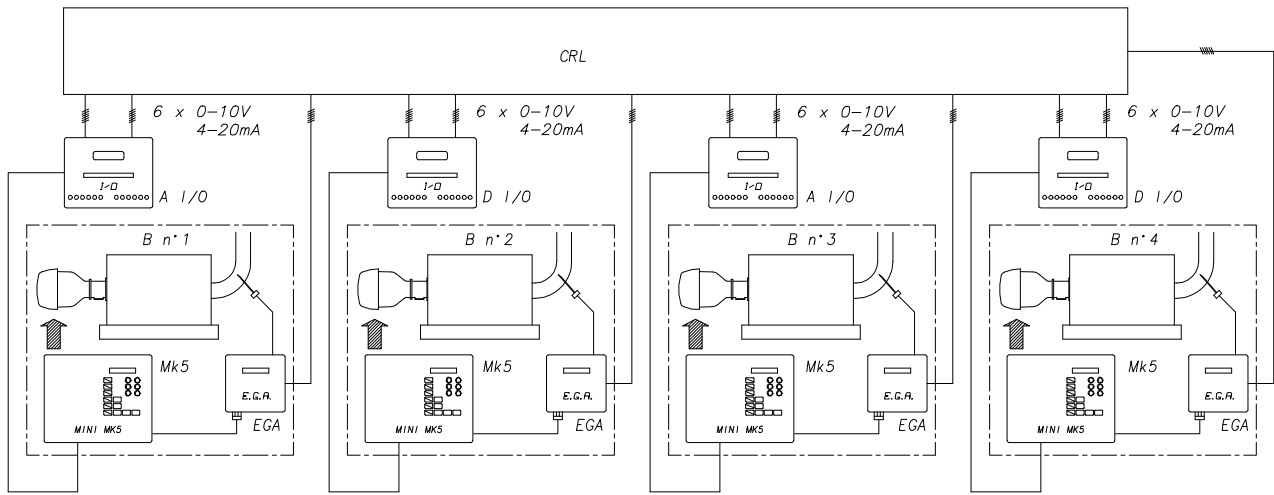 CRL
6 x 0-10V
4-20mA
6 x 0-10V
4-20mA
6 x 0-10V
4-20mA
6 x 0-10V
4-20mA
I/O
A I/O
I/O
D I/O
I/O
A I/O
I/O
D I/O
B n°1
B n°2
B n°3
B n°4
Mk5
Mk5
Mk5
Mk5
E.G.A.
E.G.A.
E.G.A.
E.G.A.
MINI MK5
EGA
MINI MK5
EGA
MINI MK5
EGA
MINI MK5
EGA